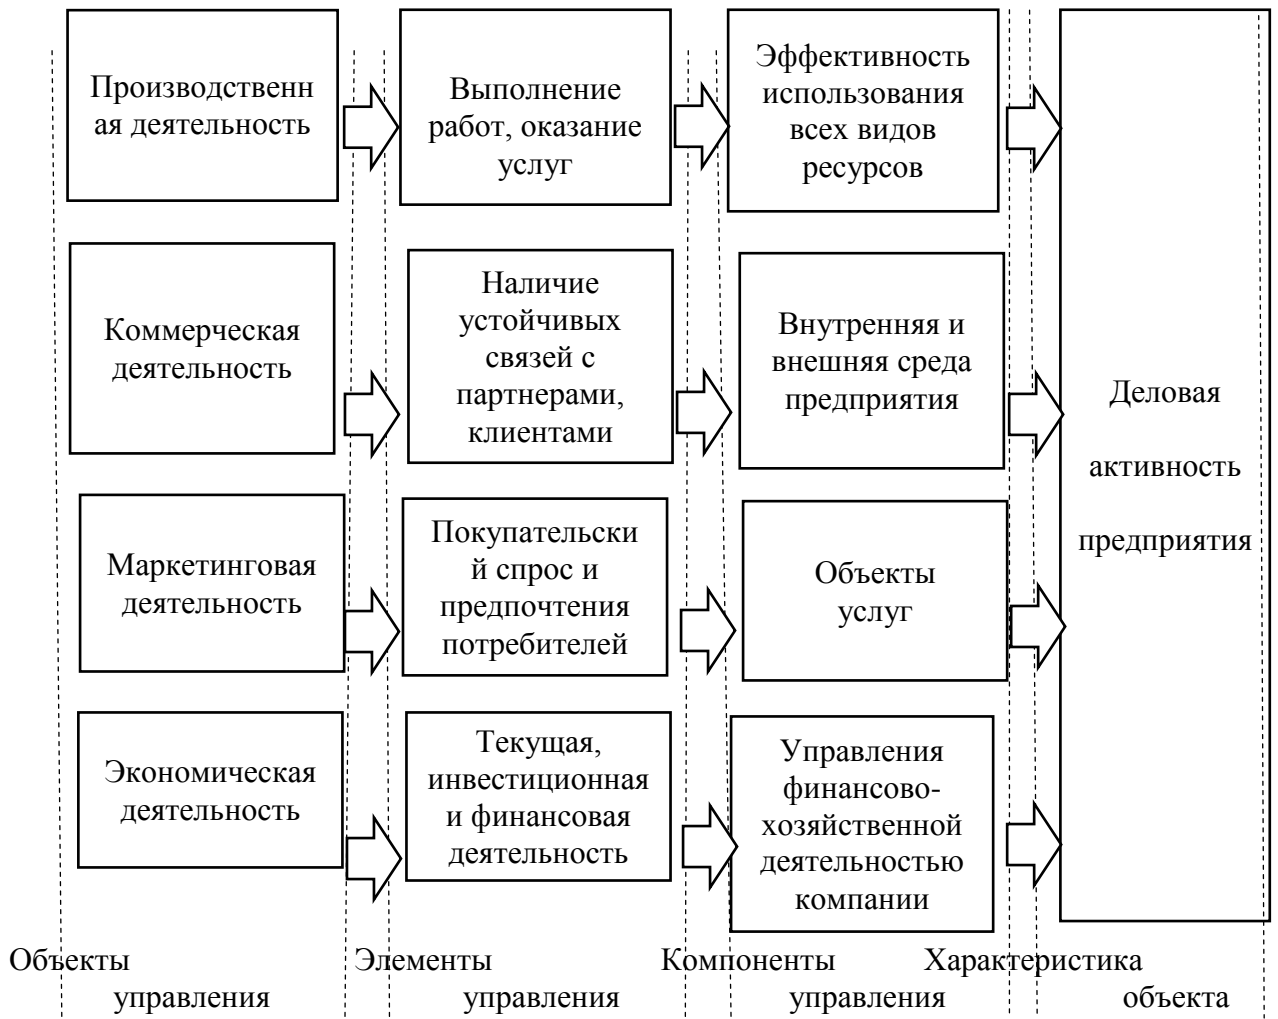 Производственн
ая деятельность
Выполнение
работ, оказание
услуг
Эффективность
использования
всех видов
ресурсов
Коммерческая
деятельность
Наличие
устойчивых
связей с
партнерами,
клиентами
Внутренняя и
внешняя среда
предприятия
Маркетинговая
деятельность
Покупательски
й спрос и
предпочтения
потребителей
Объекты
услуг
Экономическая
деятельность
Текущая,
инвестиционная
и финансовая
деятельность
Управления
финансово-
хозяйственной
деятельностью
компании
Деловая
активность
предприятия
Объекты
управления
Элементы
управления
Компоненты
управления
Характеристика
объекта